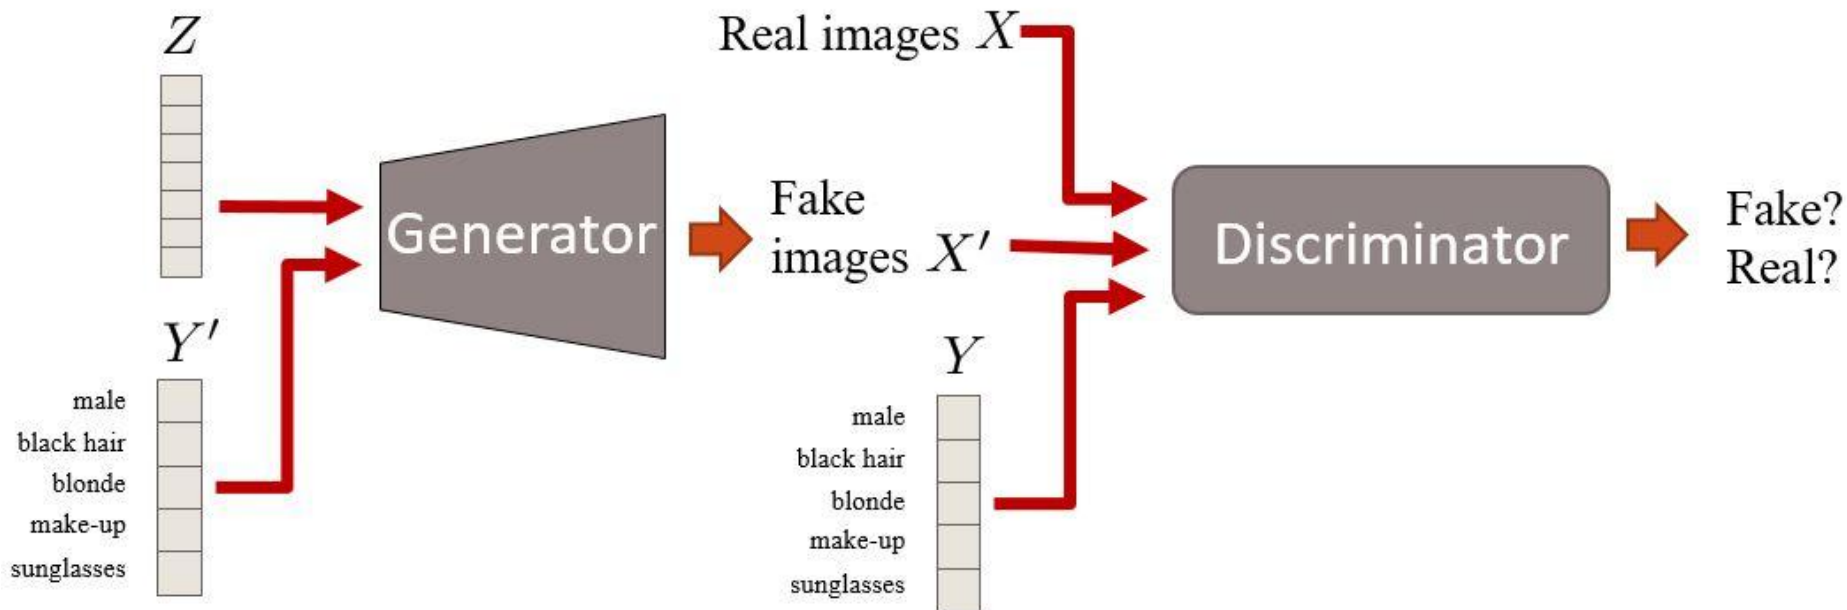 Z
Real images X
Generator
Fake
images X′
Discriminator
Fake?
Real?
Y′
male
black hair
blonde
make-up
sunglasses
Y
male
black hair
blonde
make-up
sunglasses